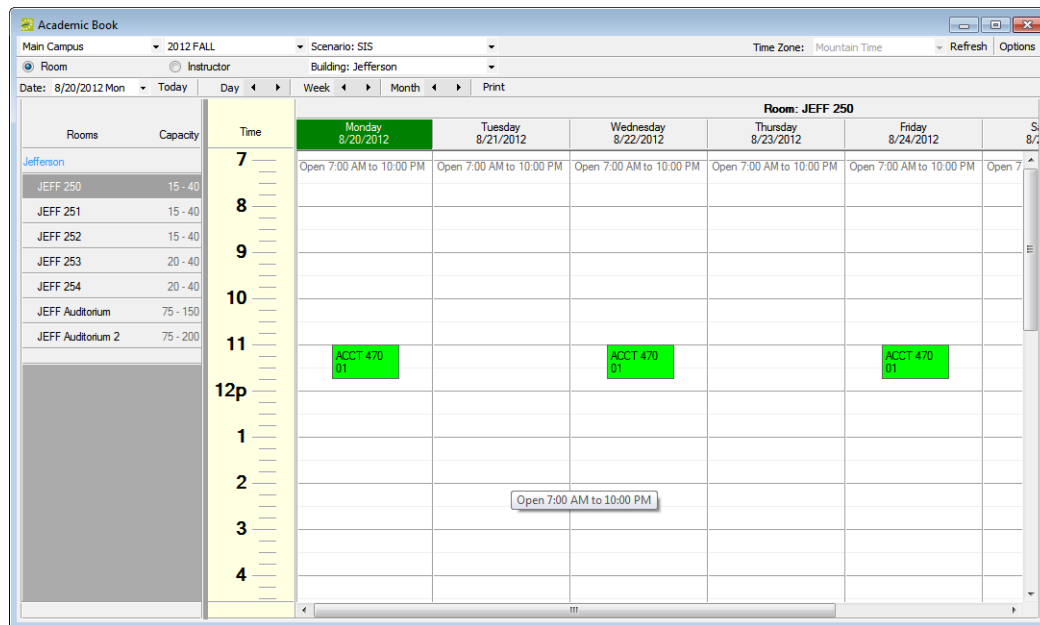 Academic Book
Main Campus 2012 FALL Scenario: SIS Time Zone: Mountain Time Refresh Options
Room Instructor Building: Jefferson
Date: 8/20/2012 Mon Today Day Week Month Print
Room: JEFF 250
Rooms Capacity Time Monday Tuesday Wednesday Thursday Friday
8/20/2012 8/21/2012 8/22/2012 8/23/2012 8/24/2012
Jefferson 7 Open 7:00 AM to 10:00 PM Open 7:00 AM to 10:00 PM Open 7:00 AM to 10:00 PM Open 7:00 AM to 10:00 PM Open 7:00 AM to 10:00 PM Open 7
JEFF 250 15 - 40
JEFF 251 15 - 40 8
JEFF 252 15 - 40
JEFF 253 20 - 40 9
JEFF 254 20 - 40
JEFF Auditorium 75 - 150 10
JEFF Auditorium 2 75 - 200
11
ACCT 470 ACCT 470 ACCT 470
01 01 01
12p
1
2
Open 7:00 AM to 10:00 PM
3
4